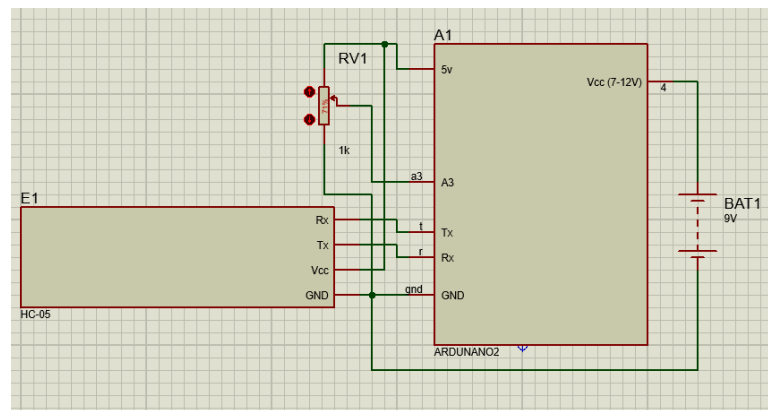 A1
RV1
5v
Vcc (7-12V)
4
71%
1k
a3
A3
E1
Rx
t
Tx
BAT1
9V
Tx
r
Rx
Vcc
GND
gnd
GND
HC-05
ARDUNANO2